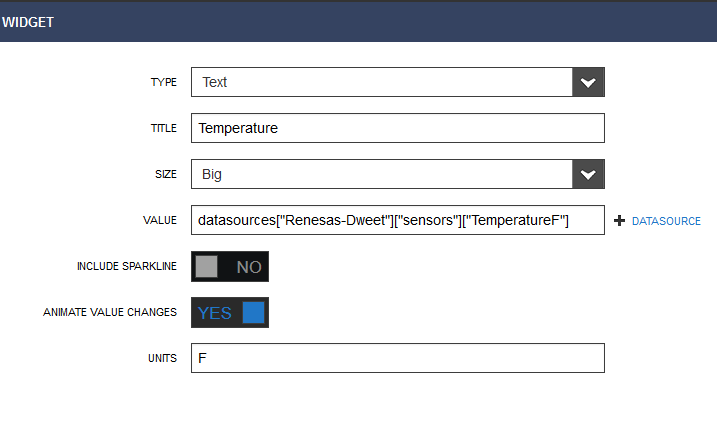 WIDGET
TYPE Text
TITLE Temperature
SIZE Big
VALUE datasources["Renesas-Dweet"]["sensors"]["TemperatureF"] + DATASOURCE
INCLUDE SPARKLINE NO
ANIMATE VALUE CHANGES YES
UNITS F